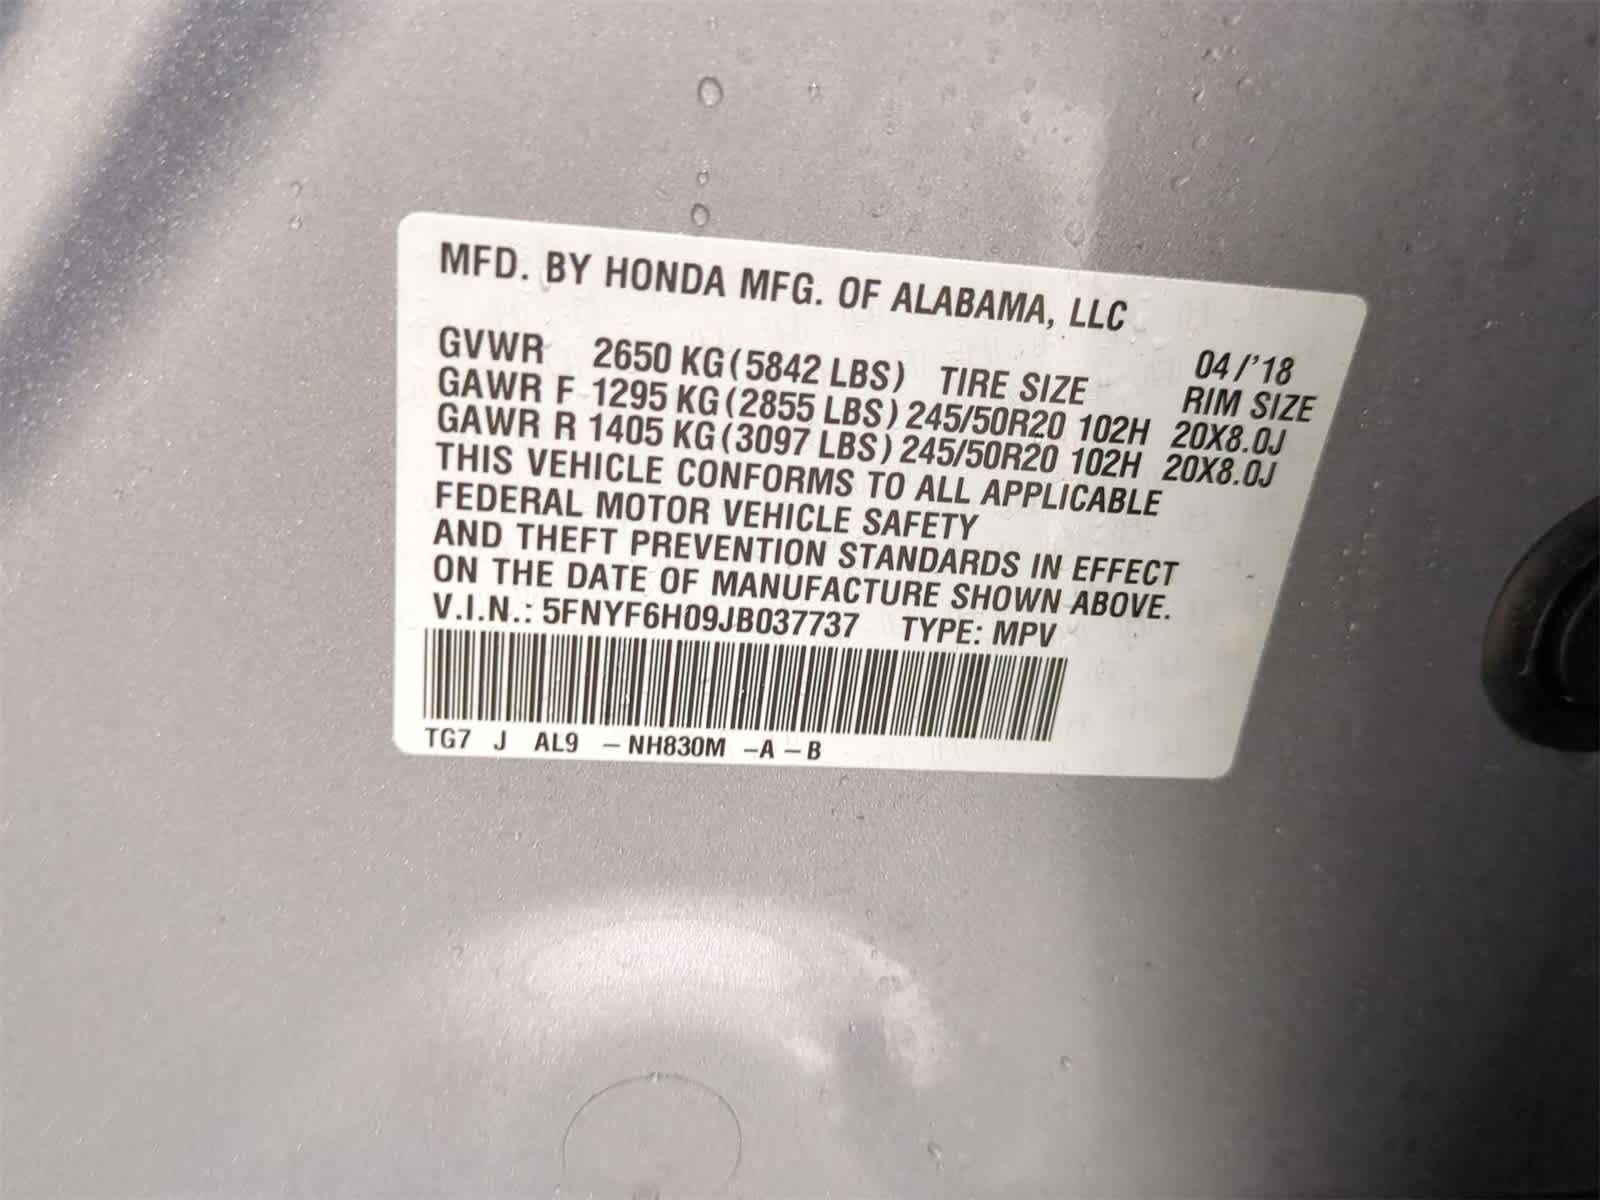 MFD. BY HONDA MFG. OF ALABAMA, LLC
04/'18
GVWR 2650 KG(5842 LBS) TIRE SIZE RIM SIZE
GAWR F 1295 KG(2855 LBS) 245/50R20 102H 20X8.0J
GAWR R 1405 KG(3097 LBS) 245/50R20 102H 20X8.0J
THIS VEHICLE CONFORMS TO ALL APPLICABLE
FEDERAL MOTOR VEHICLE SAFETY
AND THEFT PREVENTION STANDARDS IN EFFECT
ON THE DATE OF MANUFACTURE SHOWN ABOVE.
V.I.N.: 5FNYF6H09JB037737 TYPE: MPV
TG7 J AL9 -NH830M -A-B